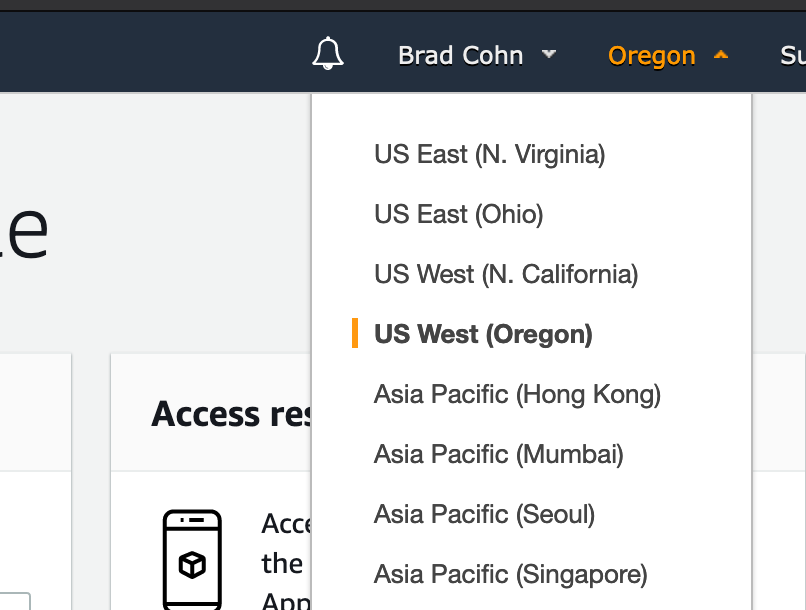 Brad Cohn
Oregon
US East (N. Virginia)
US East (Ohio)
US West (N. California)
US West (Oregon)
Asia Pacific (Hong Kong)
Access
Asia Pacific (Mumbai)
Asia Pacific (Seoul)
the
Asia Pacific (Singapore)